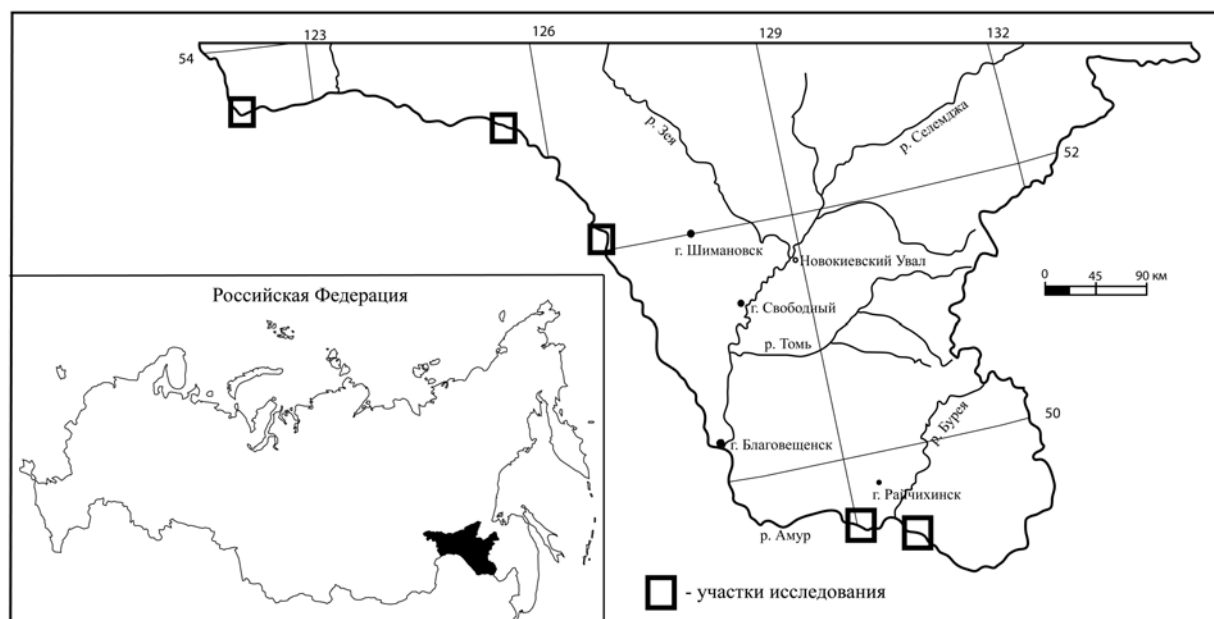 123
126
129
132
54
р. Зея
р. Селемджа
52
г. Шимановск
Новокиевский Увал
0 45 90 км
г. Свободный
р. Томь
Российская Федерация
р. Бурея
50
г. Благовещенск
г. Райчихинск
р. Амур
- участки исследования